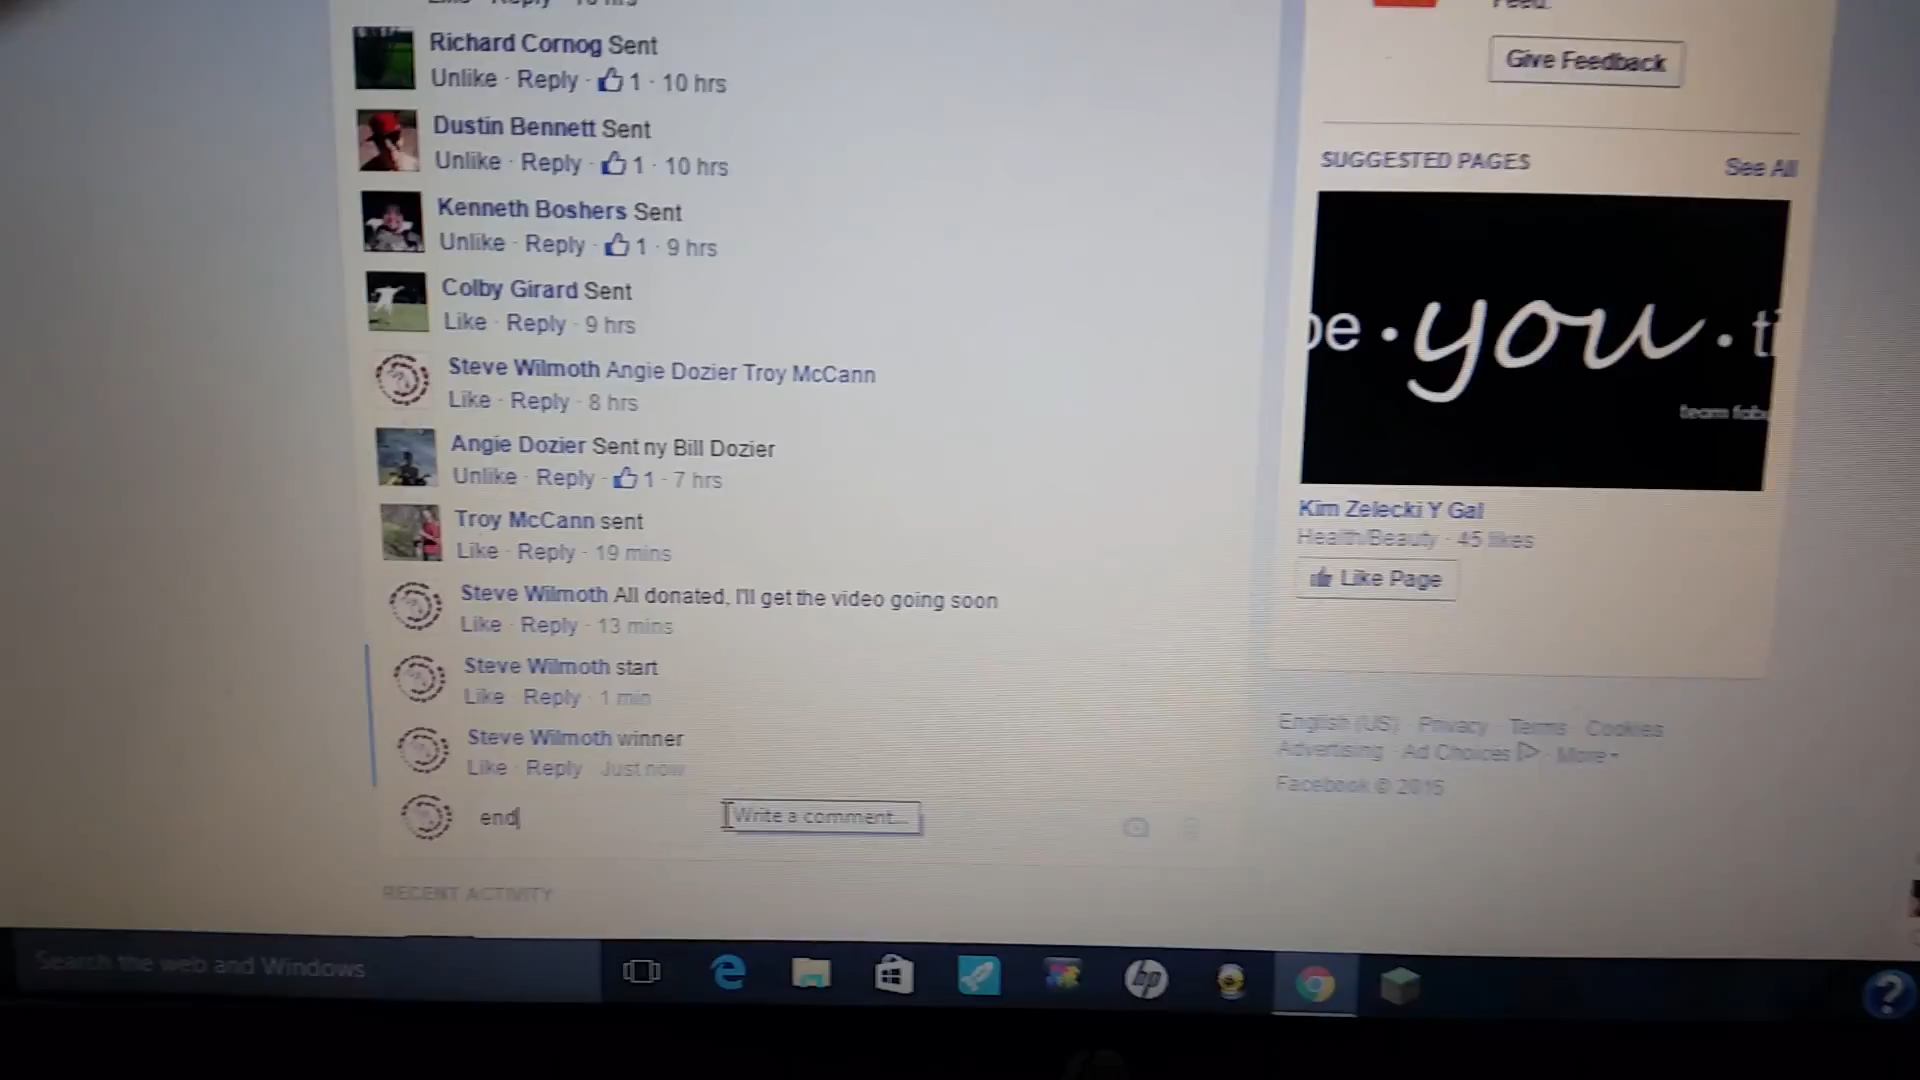 Richard Cornog Sent
Unlike · Reply · 1 · 10 hrs
Dustin Bennett Sent
Unlike · Reply · 1 · 10 hrs
Kenneth Boshers Sent
Unlike · Reply · 1 · 9 hrs
Colby Girard Sent
Like · Reply · 9 hrs
Steve Wilmoth Angie Dozier Troy McCann
Like · Reply · 8 hrs
Angie Dozier Sent ny Bill Dozier
Unlike · Reply · 1 · 7 hrs
Troy McCann sent
Like · Reply · 19 mins
Steve Wilmoth All donated, I'll get the video going soon
Like · Reply · 13 mins
Steve Wilmoth start
Like · Reply · 1 min
Steve Wilmoth winner
Like · Reply · Just now
end
Write a comment...
RECENT ACTIVITY
Give Feedback
SUGGESTED PAGES
See All
be • you • ti
team fab
Kim Zelecki Y Gal
Health/Beauty · 45 likes
Like Page
English (US) · Privacy · Terms · Cookies
Advertising · Ad Choices · More
Facebook © 2015
Search the web and Windows
hp
?